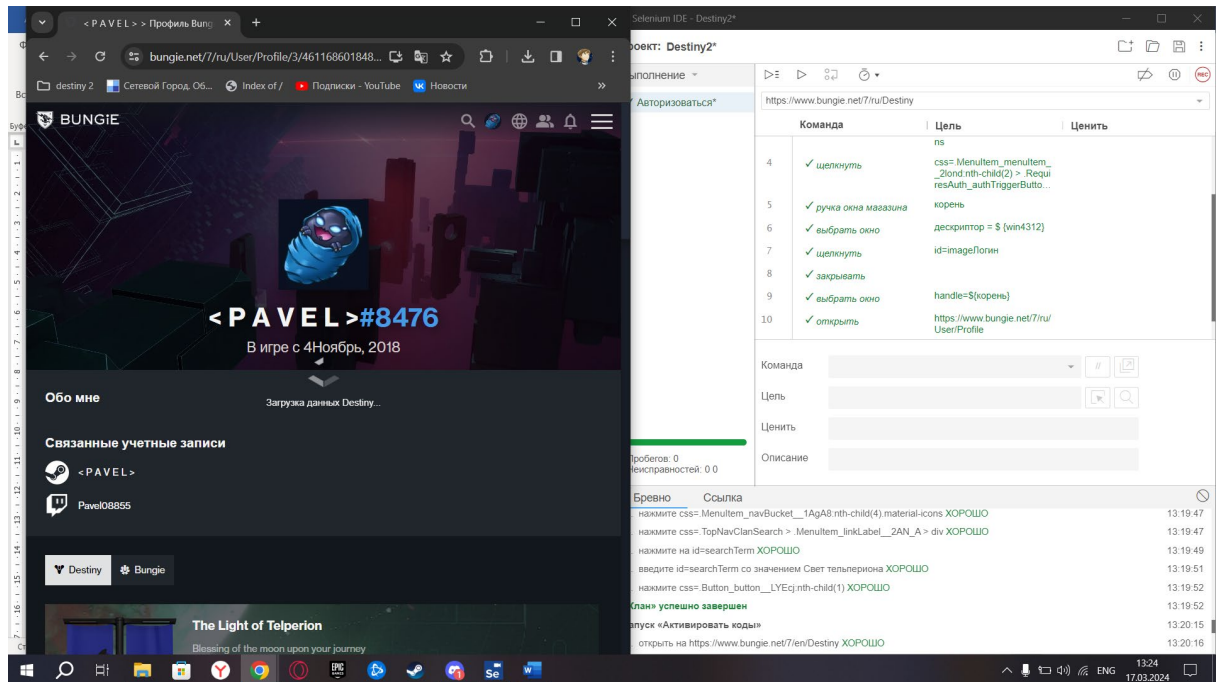 < P A V E L > > Профиль Bung
bungie.net/7/ru/User/Profile/3/461168601848...
destiny 2
Сетевой Город. Об...
Index of /
Подписки - YouTube
Новости
»
BUNGiE
< P A V E L >#8476
В игре с 4Ноябрь, 2018
Обо мне
Загрузка данных Destiny...
Связанные учетные записи
< P A V E L >
Pavel08855
Destiny
Bungie
The Light of Telperion
Blessing of the moon upon your journey
Selenium IDE - Destiny2*
роект: Destiny2*
ыполнение
Авторизоваться*
REC
https://www.bungie.net/7/ru/Destiny
Команда Цель Ценить
ns
4 ✓ щелкнуть css=.MenuItem_menuitem_
_2lond:nth-child(2) > .Requi
resAuth_authTriggerButto...
5 ✓ ручка окна магазина корень
6 ✓ выбрать окно дескриптор = $ {win4312}
7 ✓ щелкнуть id=imageЛогин
8 ✓ закрывать
9 ✓ выбрать окно handle=${корень}
10 ✓ открыть https://www.bungie.net/7/ru/
User/Profile
Команда
//
Цель
Ценить
Описание
Пробегов: 0
Неисправностей: 0 0
Бревно Ссылка
нажмите css=.MenuItem_navBucket__1AgA8:nth-child(4).material-icons ХОРОШО 13:19:47
нажмите css=.TopNavClanSearch > .MenuItem_linkLabel__2AN_A > div ХОРОШО 13:19:47
нажмите на id=searchTerm ХОРОШО 13:19:49
введите id=searchTerm со значением Свет тельпериона ХОРОШО 13:19:51
нажмите css=.Button_button__LYEcj:nth-child(1) ХОРОШО 13:19:52
Клан» успешно завершен 13:19:52
апуск «Активировать коды» 13:20:15
открыть на https://www.bungie.net/7/en/Destiny ХОРОШО 13:20:16
EPIC GAMES
Se
W
ENG
13:24
17.03.2024